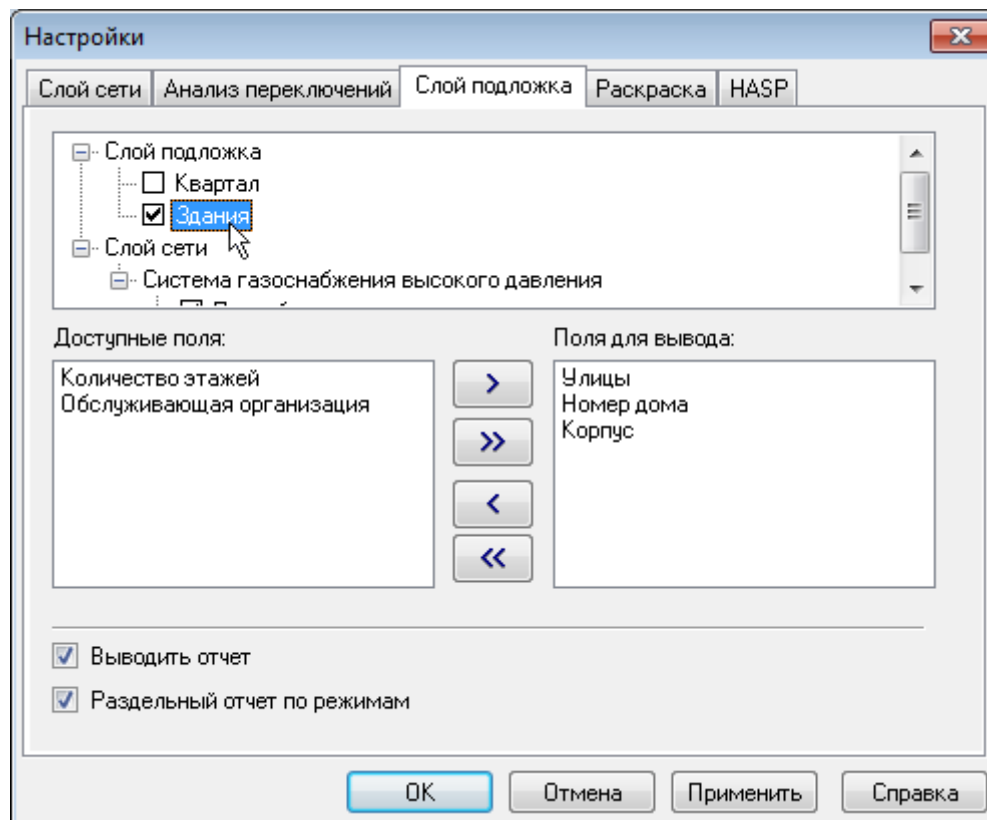 Настройки
Слой сети Анализ переключений Слой подложка Раскраска HASP
Слой подложка
Квартал
Здания
Слой сети
Система газоснабжения высокого давления
Доступные поля: Поля для вывода:
Количество этажей Улицы
Обслуживающая организация Номер дома
Корпус
> 
>>
<
<<
Выводить отчет
Раздельный отчет по режимам
OK Отмена Применить Справка